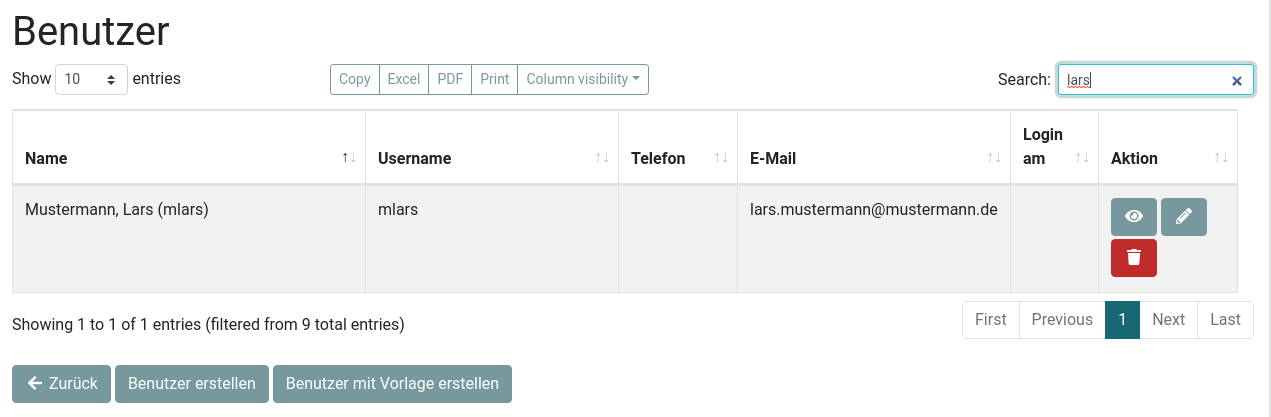 Benutzer
Show 10 entries Copy Excel PDF Print Column visibility Search: lars
Name Username Telefon E-Mail Login am Aktion
Mustermann, Lars (mlars) mlars lars.mustermann@mustermann.de
Showing 1 to 1 of 1 entries (filtered from 9 total entries) First Previous 1 Next Last
Zurück Benutzer erstellen Benutzer mit Vorlage erstellen